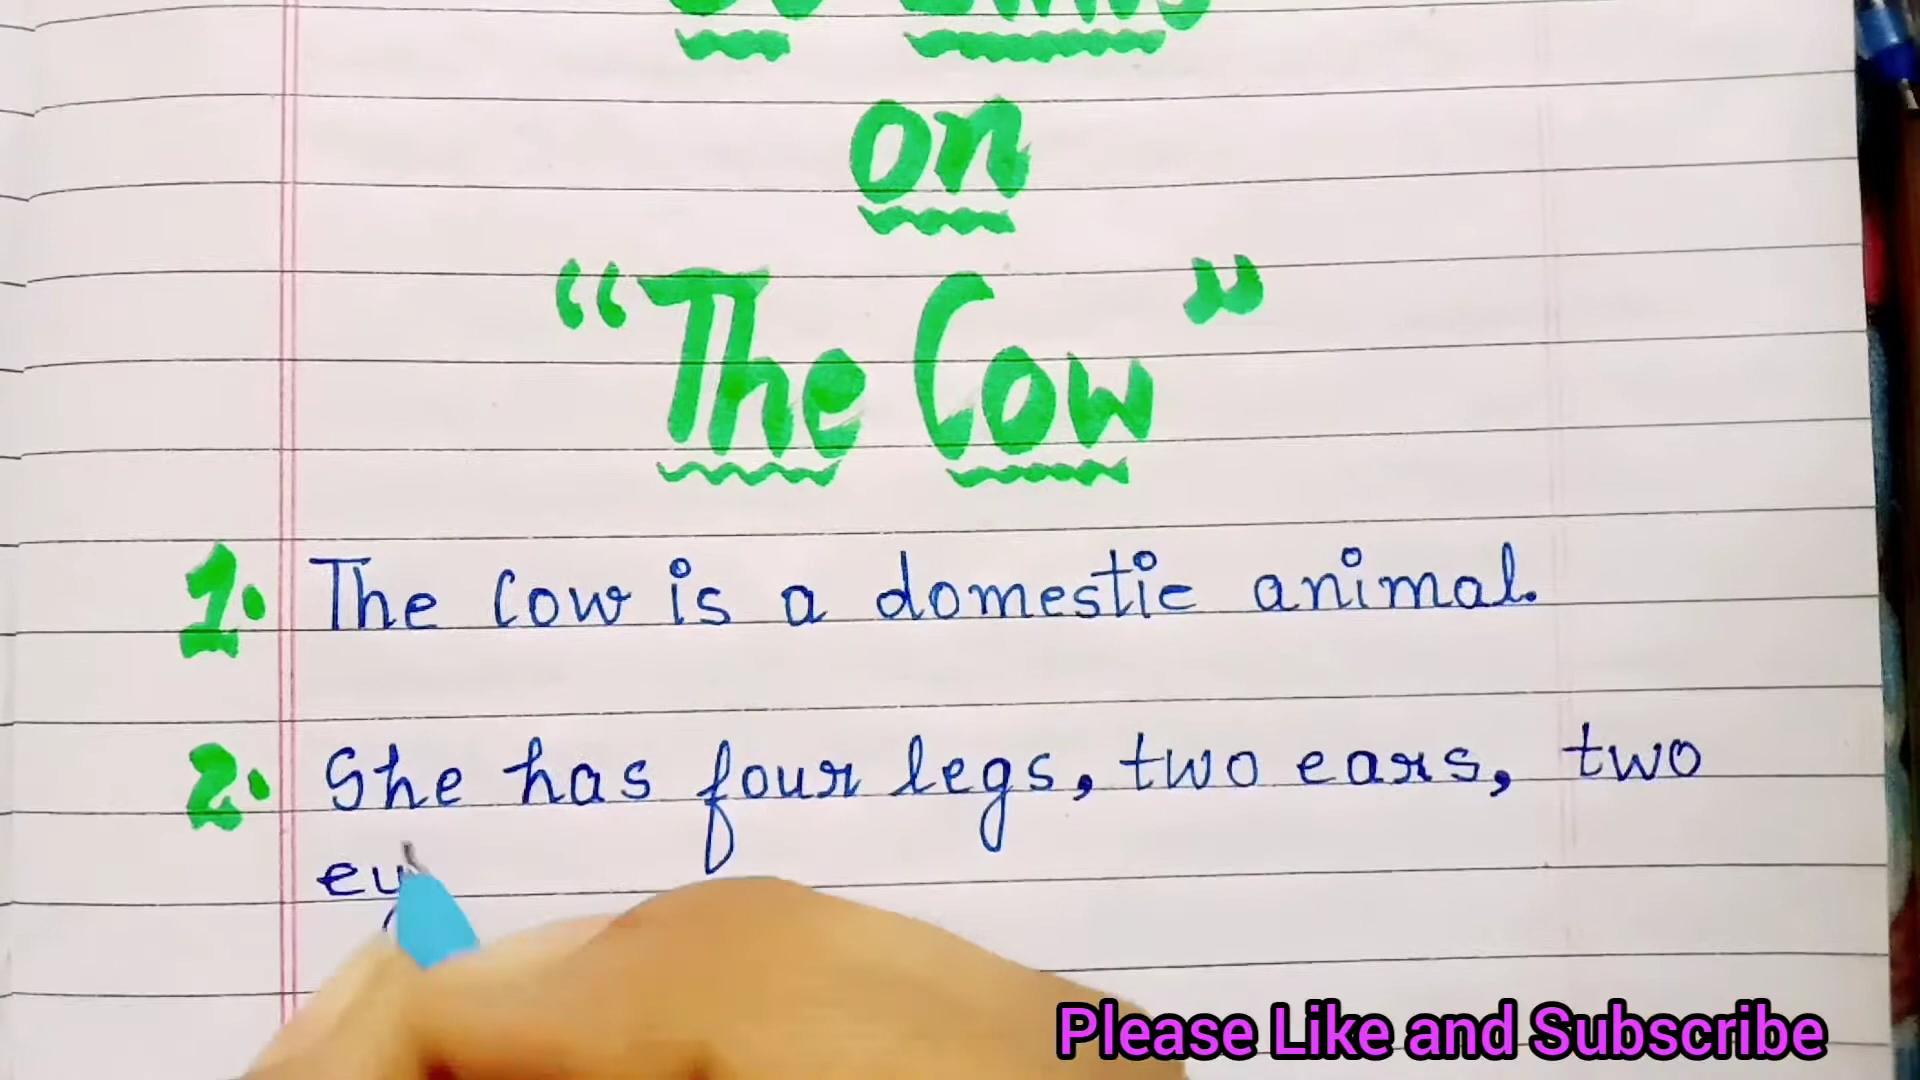 on
“The Cow”
1. The Cow is a domestic animal.
2. She has four legs, two ears, two
ey
Please Like and Subscribe